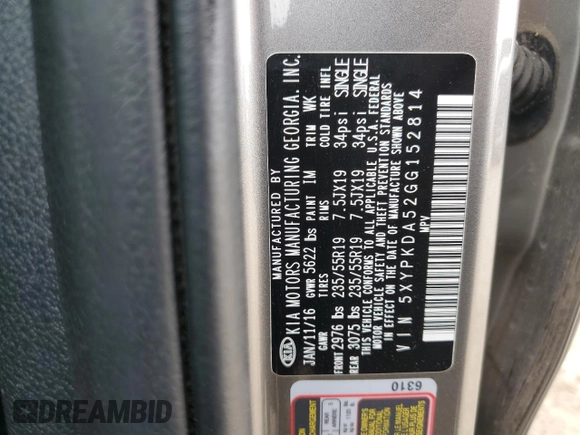 MANUFACTURED BY
KIA KIA MOTORS MANUFACTURING GEORGIA, INC.
JAN/11/16 GVWR 5622 lbs PAINT IM TRIM WK
GAWR TIRES RIMS COLD TIRE INFL
FRONT 2976 lbs 235/55R19 7.5JX19 34psi SINGLE
REAR 3075 lbs 235/55R19 7.5JX19 34psi SINGLE
THIS VEHICLE CONFORMS TO ALL APPLICABLE U.S.A. FEDERAL
MOTOR VEHICLE SAFETY AND THEFT PREVENTION STANDARDS
IN EFFECT ON THE DATE OF MANUFACTURE SHOWN ABOVE
VIN 5XYPKDA52GG152814
MPV
6310
DREAMBID